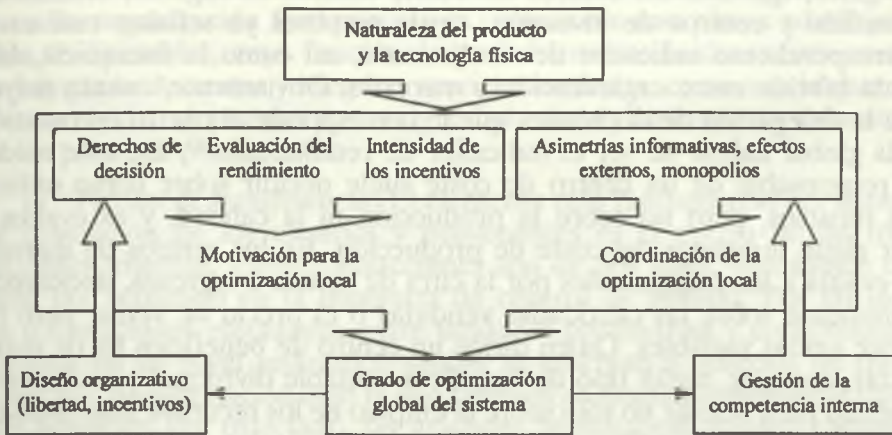 Naturaleza del producto
y la tecnología física
Derechos de
decisión
Evaluación del
rendimiento
Intensidad de
los incentivos
Asimetrías informativas, efectos
externos, monopolios
Motivación para la
optimización local
Coordinación de la
optimización local
Diseño organizativo
(libertad, incentivos)
Grado de optimización
global del sistema
Gestión de la
competencia interna